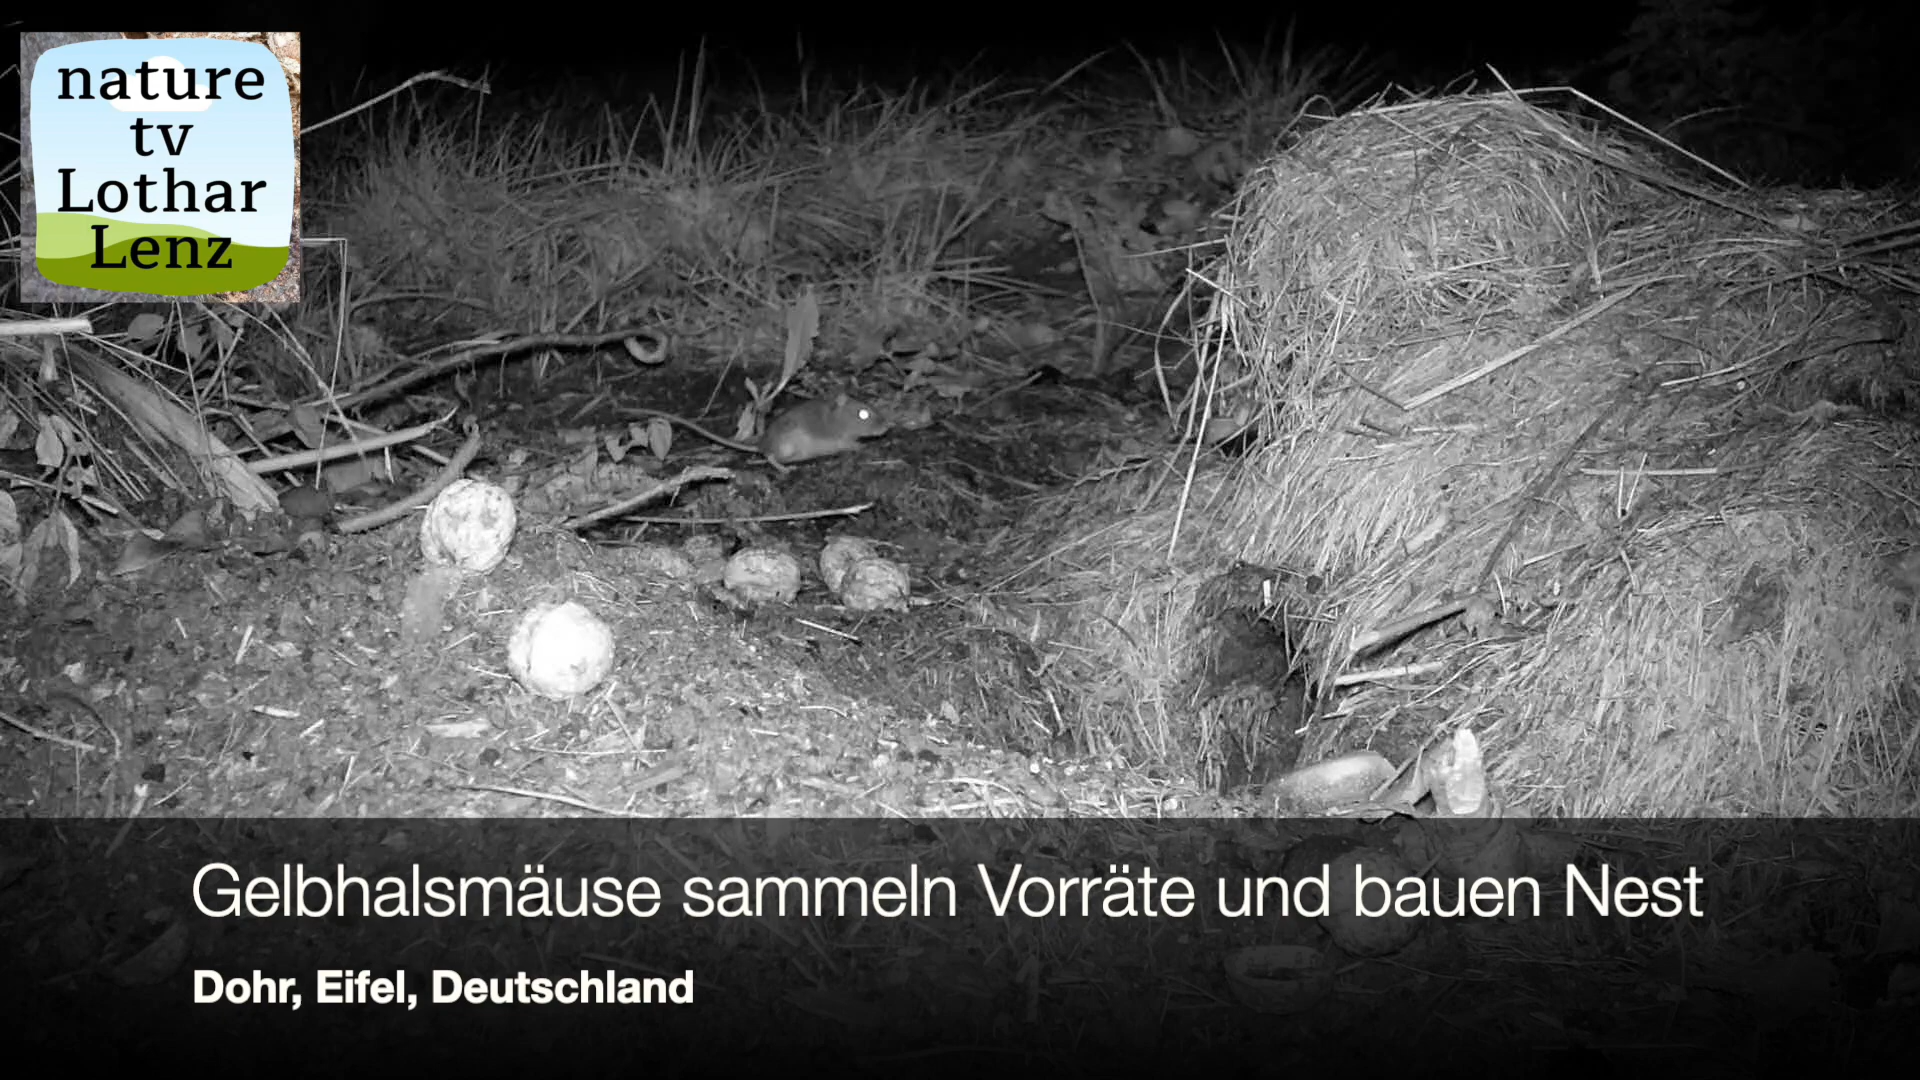 nature
tv
Lothar
Lenz
Gelbhalsmäuse sammeln Vorräte und bauen Nest
Dohr, Eifel, Deutschland